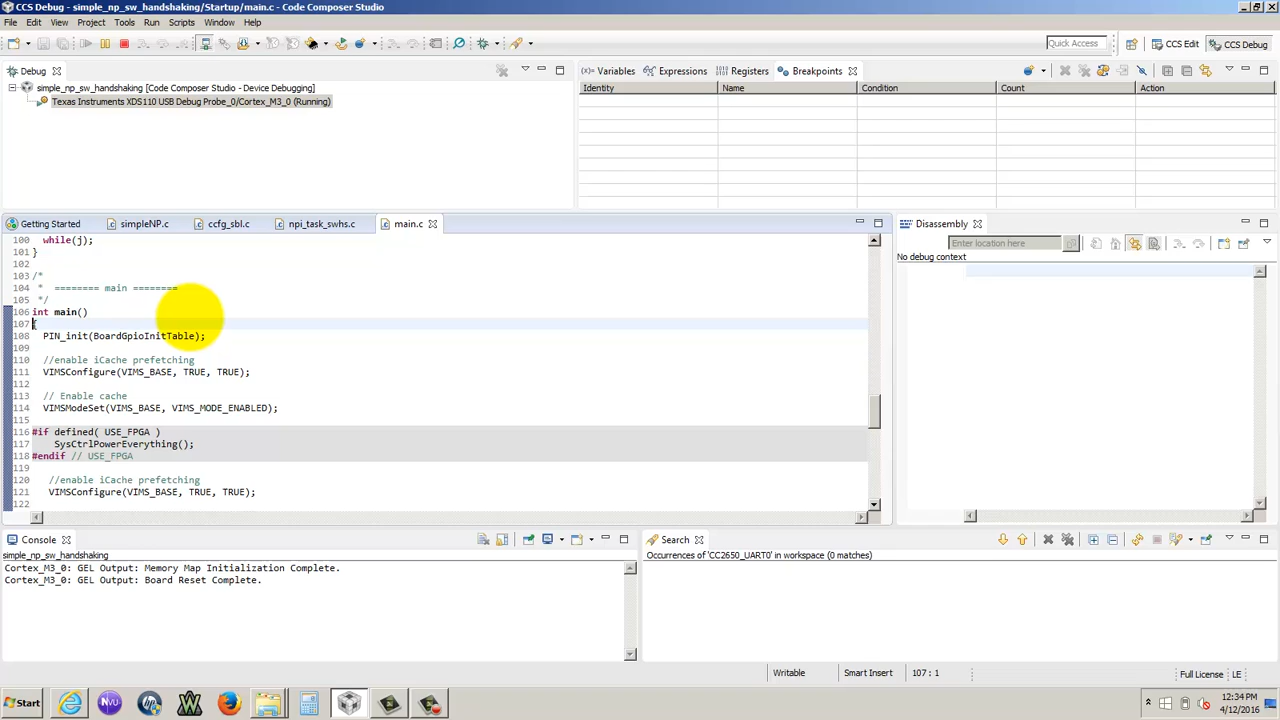 CCS Debug - simple_np_sw_handshaking/Startup/main.c - Code Composer Studio
File Edit View Project Tools Run Scripts Window Help
Quick Access
CCS Edit
CCS Debug
Debug
simple_np_sw_handshaking [Code Composer Studio - Device Debugging]
Texas Instruments XDS110 USB Debug Probe_0/Cortex_M3_0 (Running)
Variables
Expressions
Registers
Breakpoints
Identity Name Condition Count Action
Getting Started
simpleNP.c
ccfg_sbl.c
npi_task_swhs.c
main.c
100 while(j);
101 }
102
103 /*
104 * ======== main ========
105 */
106 int main()
107 {
108 PIN_init(BoardGpioInitTable);
109
110 //enable iCache prefetching
111 VIMSConfigure(VIMS_BASE, TRUE, TRUE);
112
113 // Enable cache
114 VIMSModeSet(VIMS_BASE, VIMS_MODE_ENABLED);
115
116 #if defined( USE_FPGA )
117 SysCtrlPowerEverything();
118 #endif // USE_FPGA
119
120 //enable iCache prefetching
121 VIMSConfigure(VIMS_BASE, TRUE, TRUE);
122
Disassembly
Enter location here
No debug context
Console
simple_np_sw_handshaking
Cortex_M3_0: GEL Output: Memory Map Initialization Complete.
Cortex_M3_0: GEL Output: Board Reset Complete.
Search
Occurrences of 'CC2650_UART0' in workspace (0 matches)
Writable
Smart Insert
107 : 1
Full License
LE
Start
NVU
hp
W
12:34 PM
4/12/2016